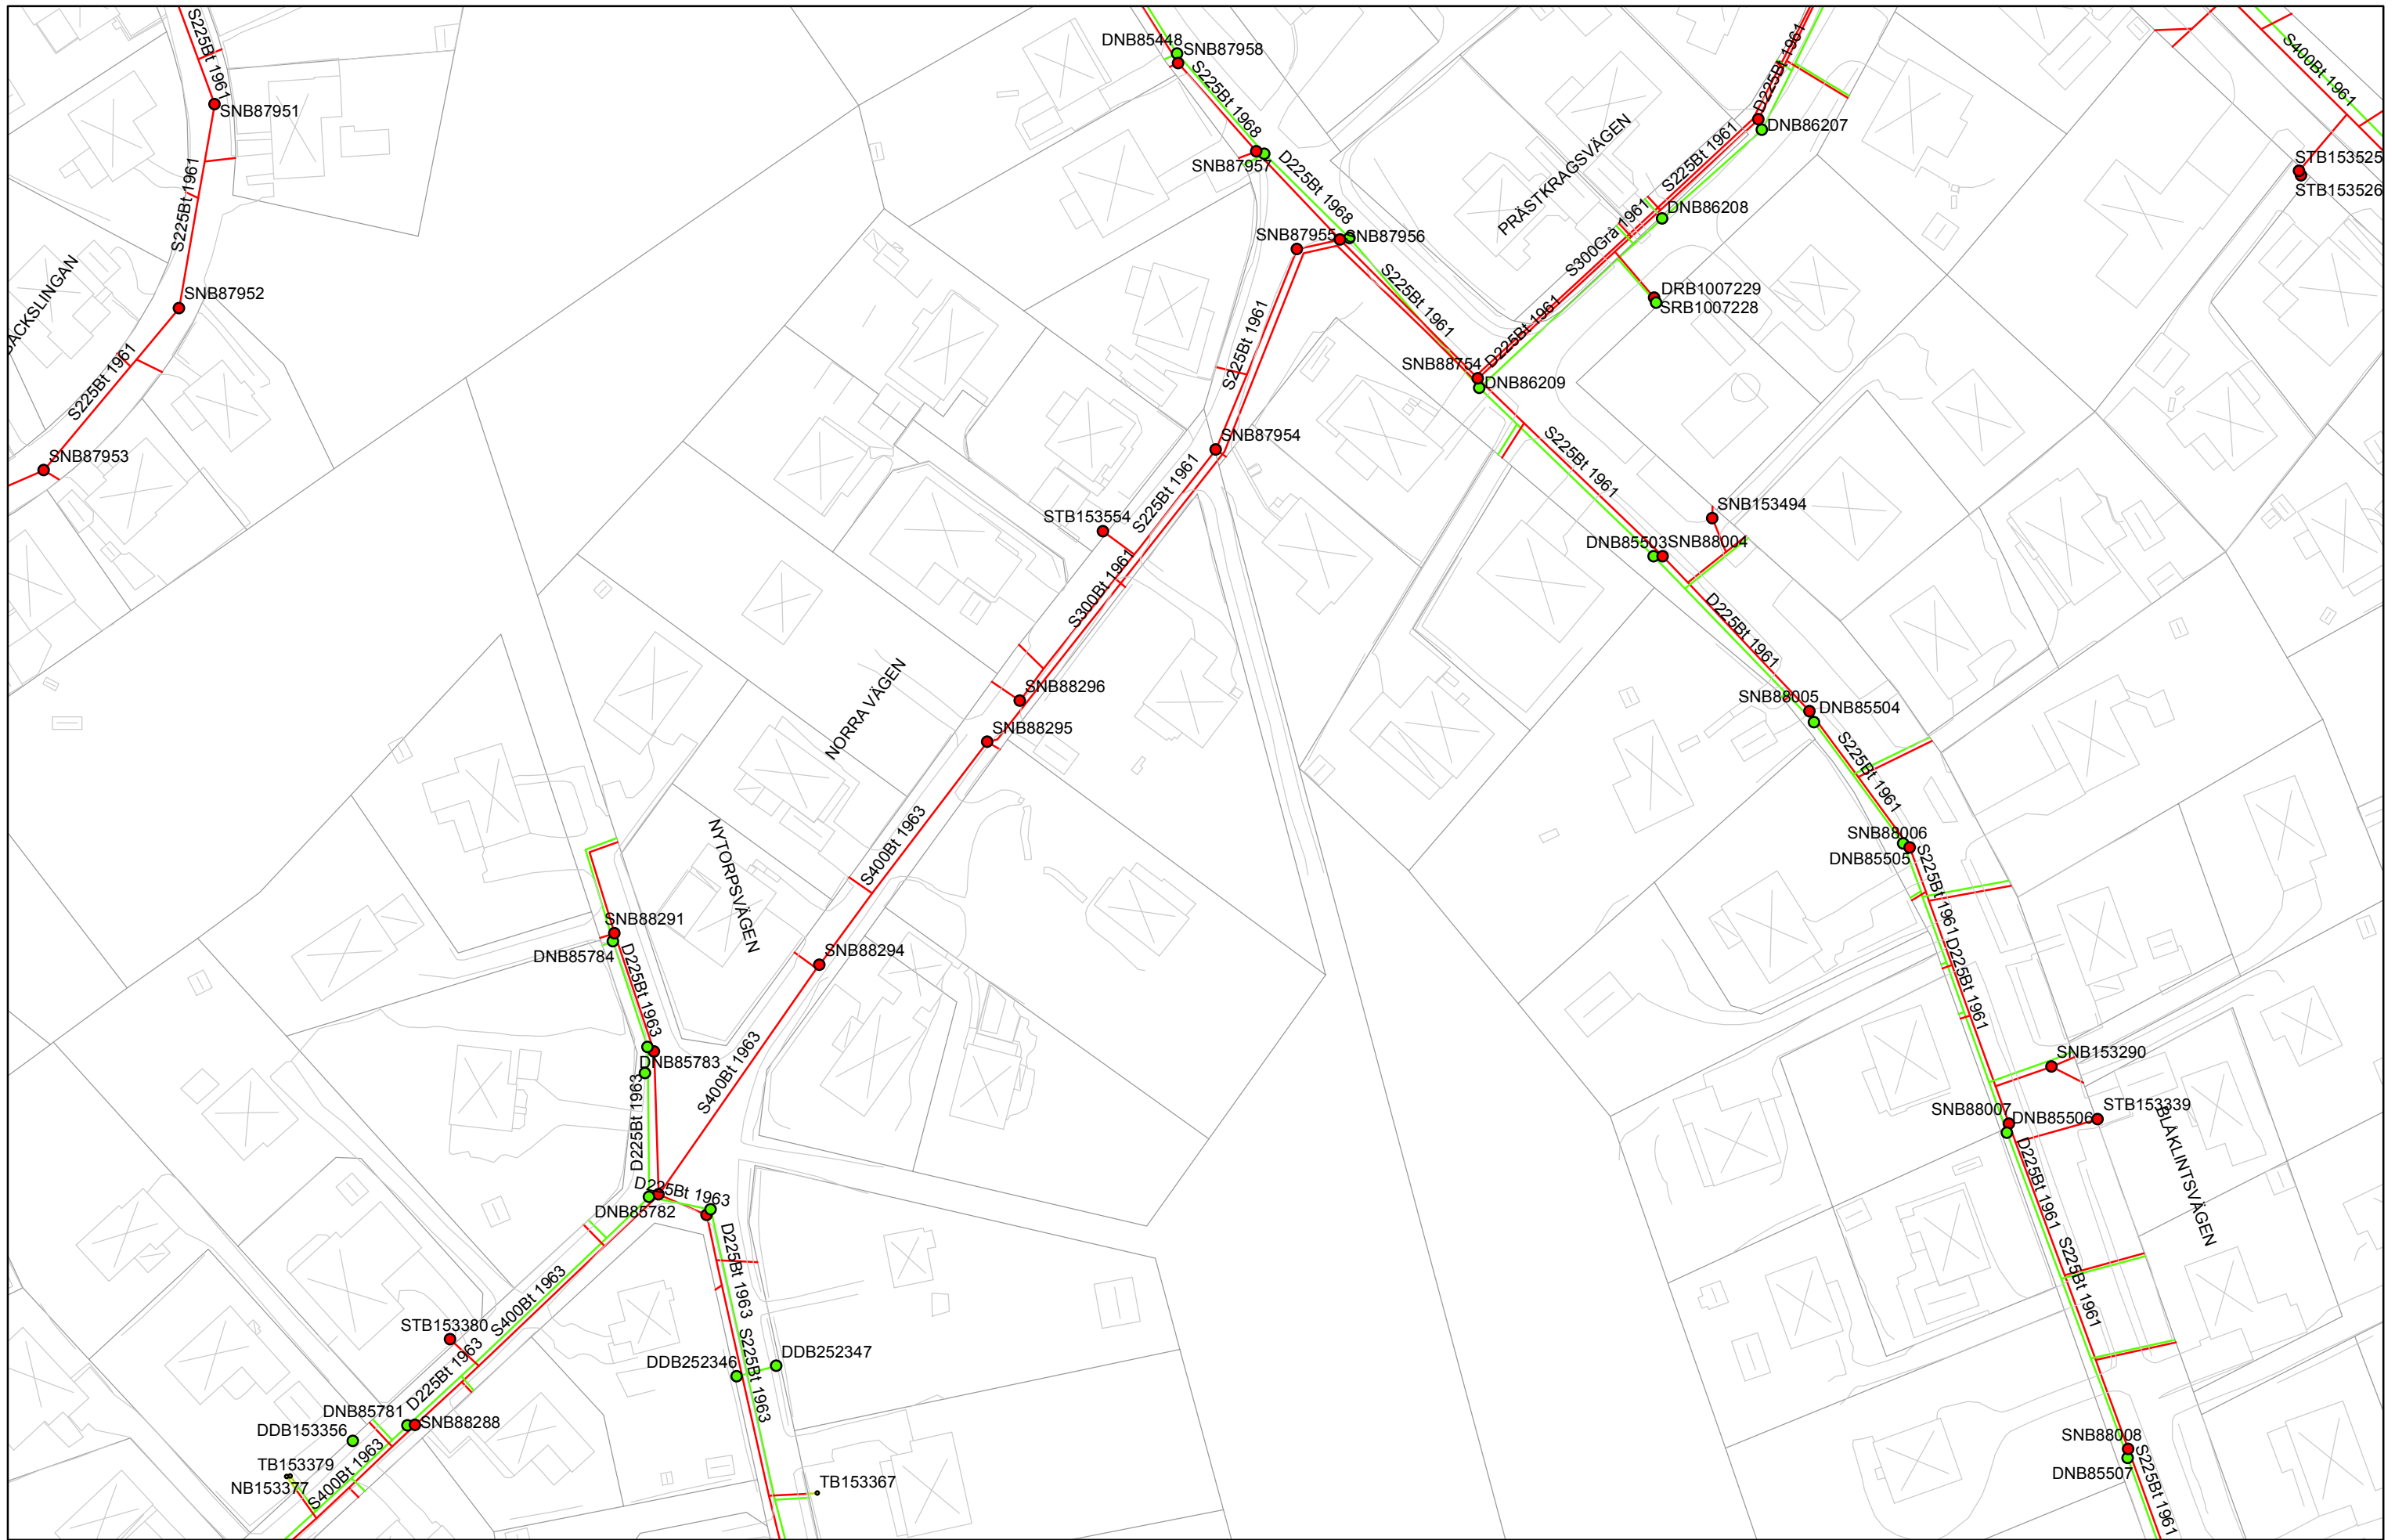 S225Bt 1961
SNB87951
S225Bt 1961
SNB87952
S225Bt 1961
SNB87953
DNB85448
SNB87958
S225Bt 1968
SNB87957
D225Bt 1968
SNB87955
SNB87956
S225Bt 1961
PRÄSTKRAGSVÄGEN
D225Bt 1961
DNB86207
S225Bt 1961
DNB86208
S300Grå 1961
DRB1007229
SRB1007228
D225Bt 1961
SNB88754
DNB86209
S400Bt 1961
STB153525
STB153526
S225Bt 1961
SNB87954
S225Bt 1961
STB153554
S300Bt 1961
SNB88296
SNB88295
NORRA VÄGEN
S400Bt 1963
SNB88294
S400Bt 1963
NYTORPSVÄGEN
S225Bt 1961
SNB153494
DNB85503
SNB88004
D225Bt 1961
SNB88005
DNB85504
S225Bt 1961
SNB88006
DNB85505
S225Bt 1961
D225Bt 1961
SNB153290
SNB88007
DNB85506
STB153339
BLÅKLINTSVÄGEN
D225Bt 1961
S225Bt 1961
SNB88008
DNB85507
S225Bt 1961
SNB88291
DNB85784
D225Bt 1963
DNB85783
D225Bt 1963
D225Bt 1963
DNB85782
D225Bt 1963
S225Bt 1963
DDB252346
DDB252347
TB153367
S400Bt 1963
STB153380
D225Bt 1963
DNB85781
SNB88288
DDB153356
TB153379
NB153377
S400Bt 1963